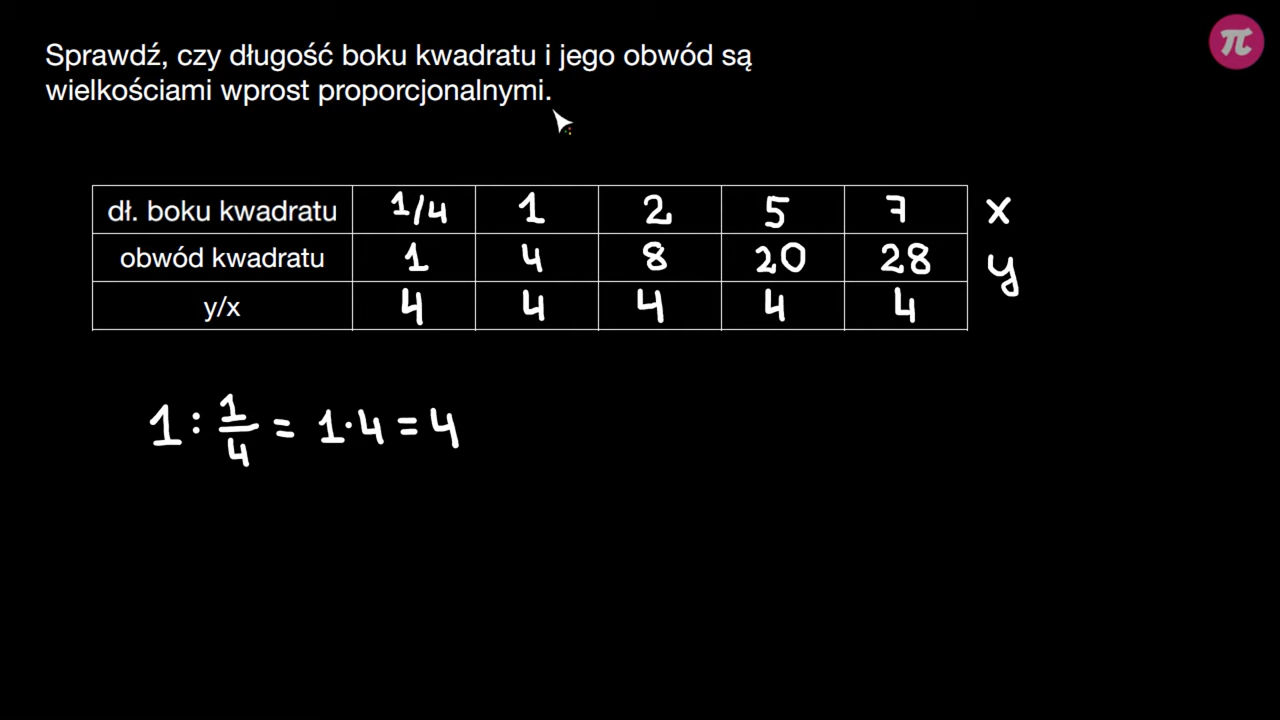 π
Sprawdź, czy długość boku kwadratu i jego obwód są
wielkościami wprost proporcjonalnymi.
dł. boku kwadratu 1/4 1 2 5 7 x
obwód kwadratu 1 4 8 20 28 y
y/x 4 4 4 4 4
1 : 1/4 = 1·4 = 4